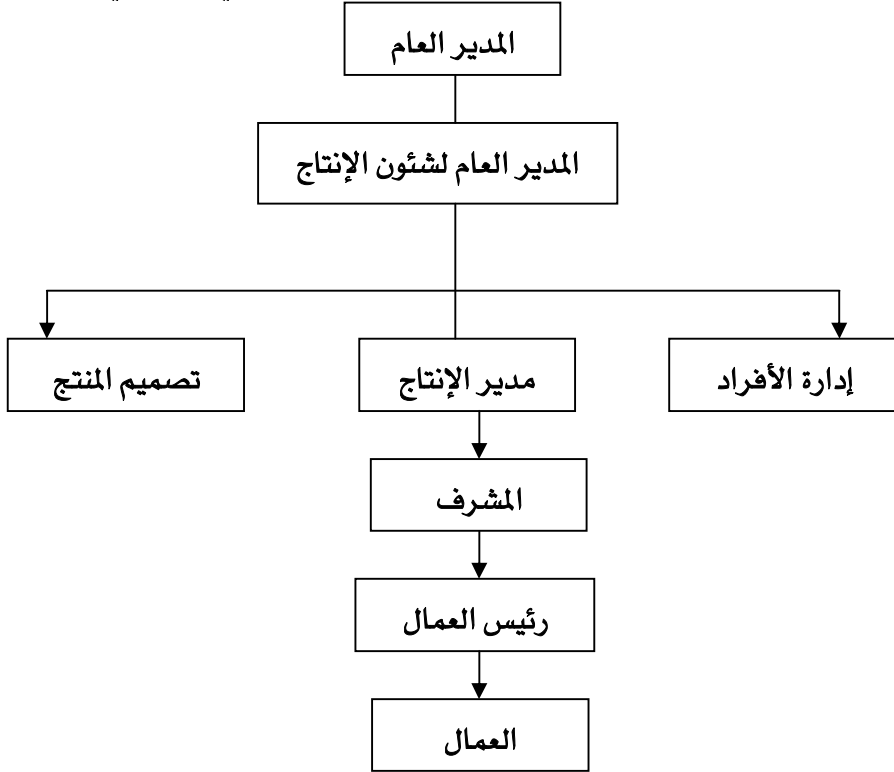 المدير العام
المدير العام لشئون الإنتاج
إدارة الأفراد
مدير الإنتاج
تصميم المنتج
المشرف
رئيس العمال
العمال